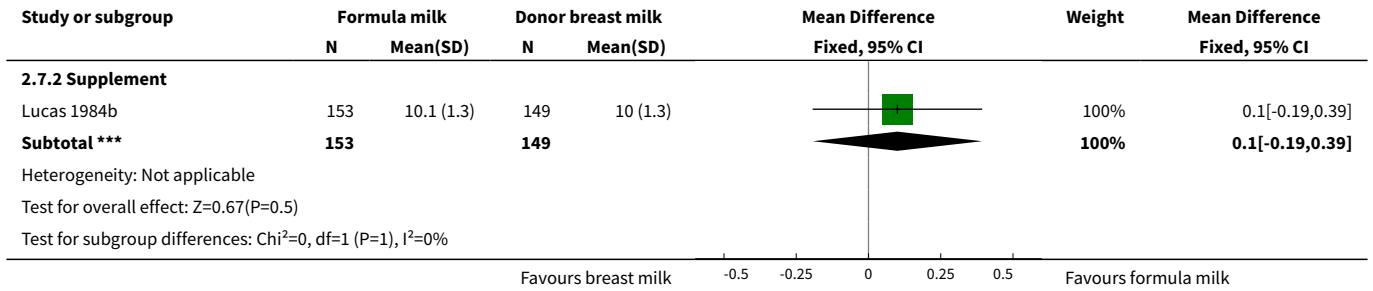 Study or subgroup Formula milk Donor breast milk Mean Difference Weight Mean Difference
N Mean(SD) N Mean(SD) Fixed, 95% CI Fixed, 95% CI
2.7.2 Supplement
Lucas 1984b 153 10.1 (1.3) 149 10 (1.3) 100% 0.1[-0.19,0.39]
Subtotal *** 153 149 100% 0.1[-0.19,0.39]
Heterogeneity: Not applicable
Test for overall effect: Z=0.67(P=0.5)
Test for subgroup differences: Chi²=0, df=1 (P=1), I²=0%
Favours breast milk -0.5 -0.25 0 0.25 0.5 Favours formula milk